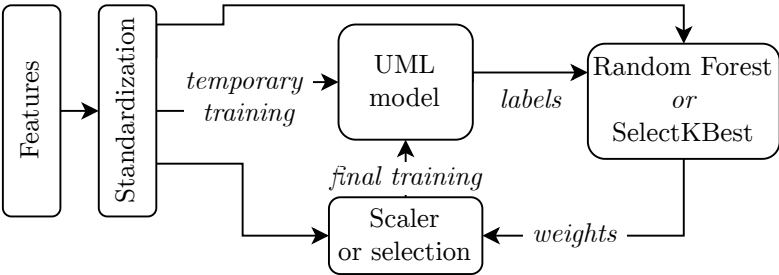 Features
Standardization
temporary
training
UML
model
labels
Random Forest
or
SelectKBest
final training
Scaler
or selection
weights